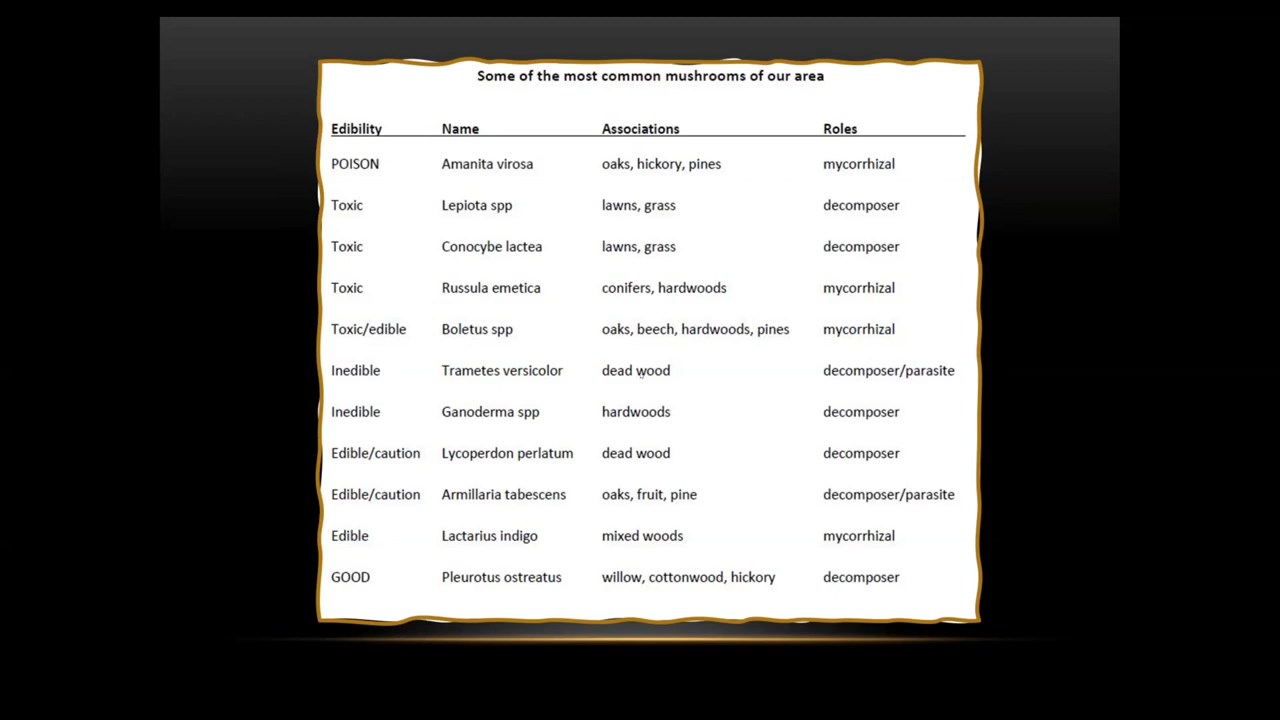 Some of the most common mushrooms of our area
Edibility Name Associations Roles
POISON Amanita virosa oaks, hickory, pines mycorrhizal
Toxic Lepiota spp lawns, grass decomposer
Toxic Conocybe lactea lawns, grass decomposer
Toxic Russula emetica conifers, hardwoods mycorrhizal
Toxic/edible Boletus spp oaks, beech, hardwoods, pines mycorrhizal
Inedible Trametes versicolor dead wood decomposer/parasite
Inedible Ganoderma spp hardwoods decomposer
Edible/caution Lycoperdon perlatum dead wood decomposer
Edible/caution Armillaria tabescens oaks, fruit, pine decomposer/parasite
Edible Lactarius indigo mixed woods mycorrhizal
GOOD Pleurotus ostreatus willow, cottonwood, hickory decomposer